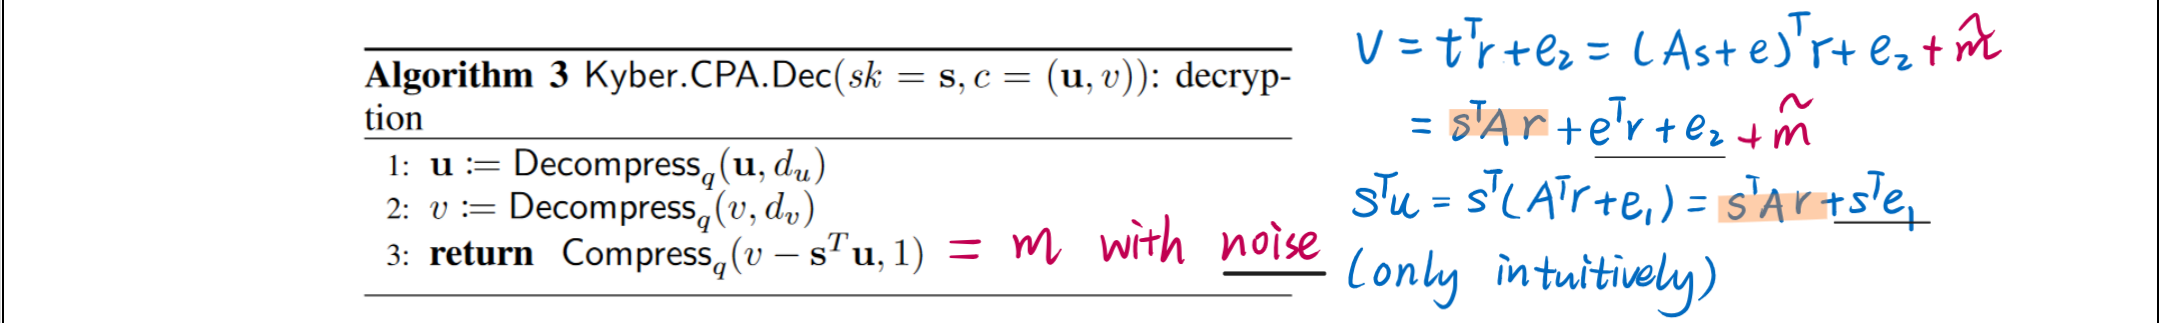 Algorithm 3 Kyber.CPA.Dec(sk = s, c = (u, v)): decryp-
tion
1: u := Decompress_q(u, d_u)
2: v := Decompress_q(v, d_v)
3: return Compress_q(v − s^T u, 1) = m with noise
V = t^T r + e_2 = (As + e)^T r + e_2 + m̃
= s^T A r + e^T r + e_2 + m̃
s^T u = s^T (A^T r + e_1) = s^T A r + s^T e_1
(only intuitively)